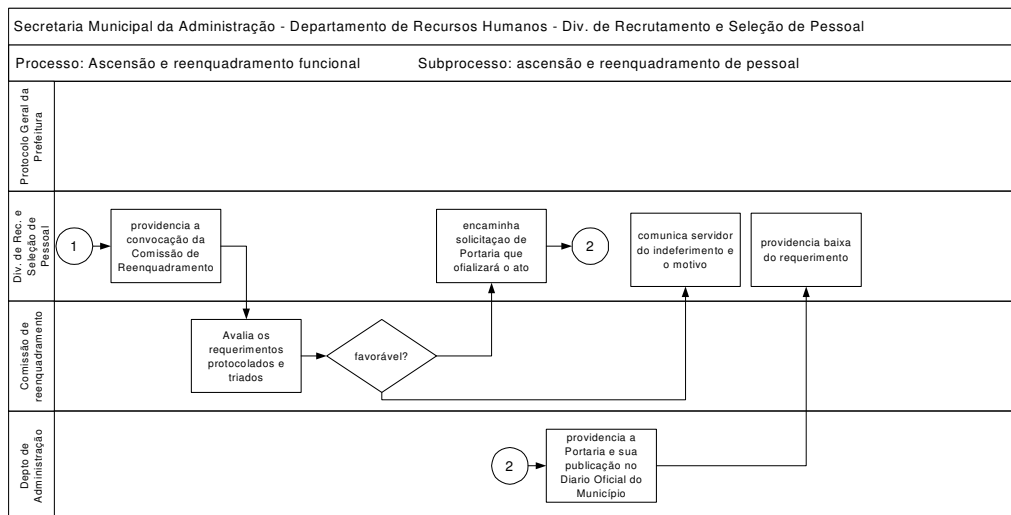 Secretaria Municipal da Administração - Departamento de Recursos Humanos - Div. de Recrutamento e Seleção de Pessoal
Processo: Ascensão e reenquadramento funcional Subprocesso: ascensão e reenquadramento de pessoal
Protocolo Geral da
Prefeitura
Div. de Rec. e
Seleção de
Pessoal
1
providencia a
convocação da
Comissão de
Reenquadramento
encaminha
solicitaçao de
Portaria que
ofializará o ato
2
comunica servidor
do indeferimento e
o motivo
providencia baixa
do requerimento
Comissão de
reenquadramento
Avalia os
requerimentos
protocolados e
triados
favorável?
Depto de
Administração
2
providencia a
Portaria e sua
publicação no
Diario Oficial do
Município